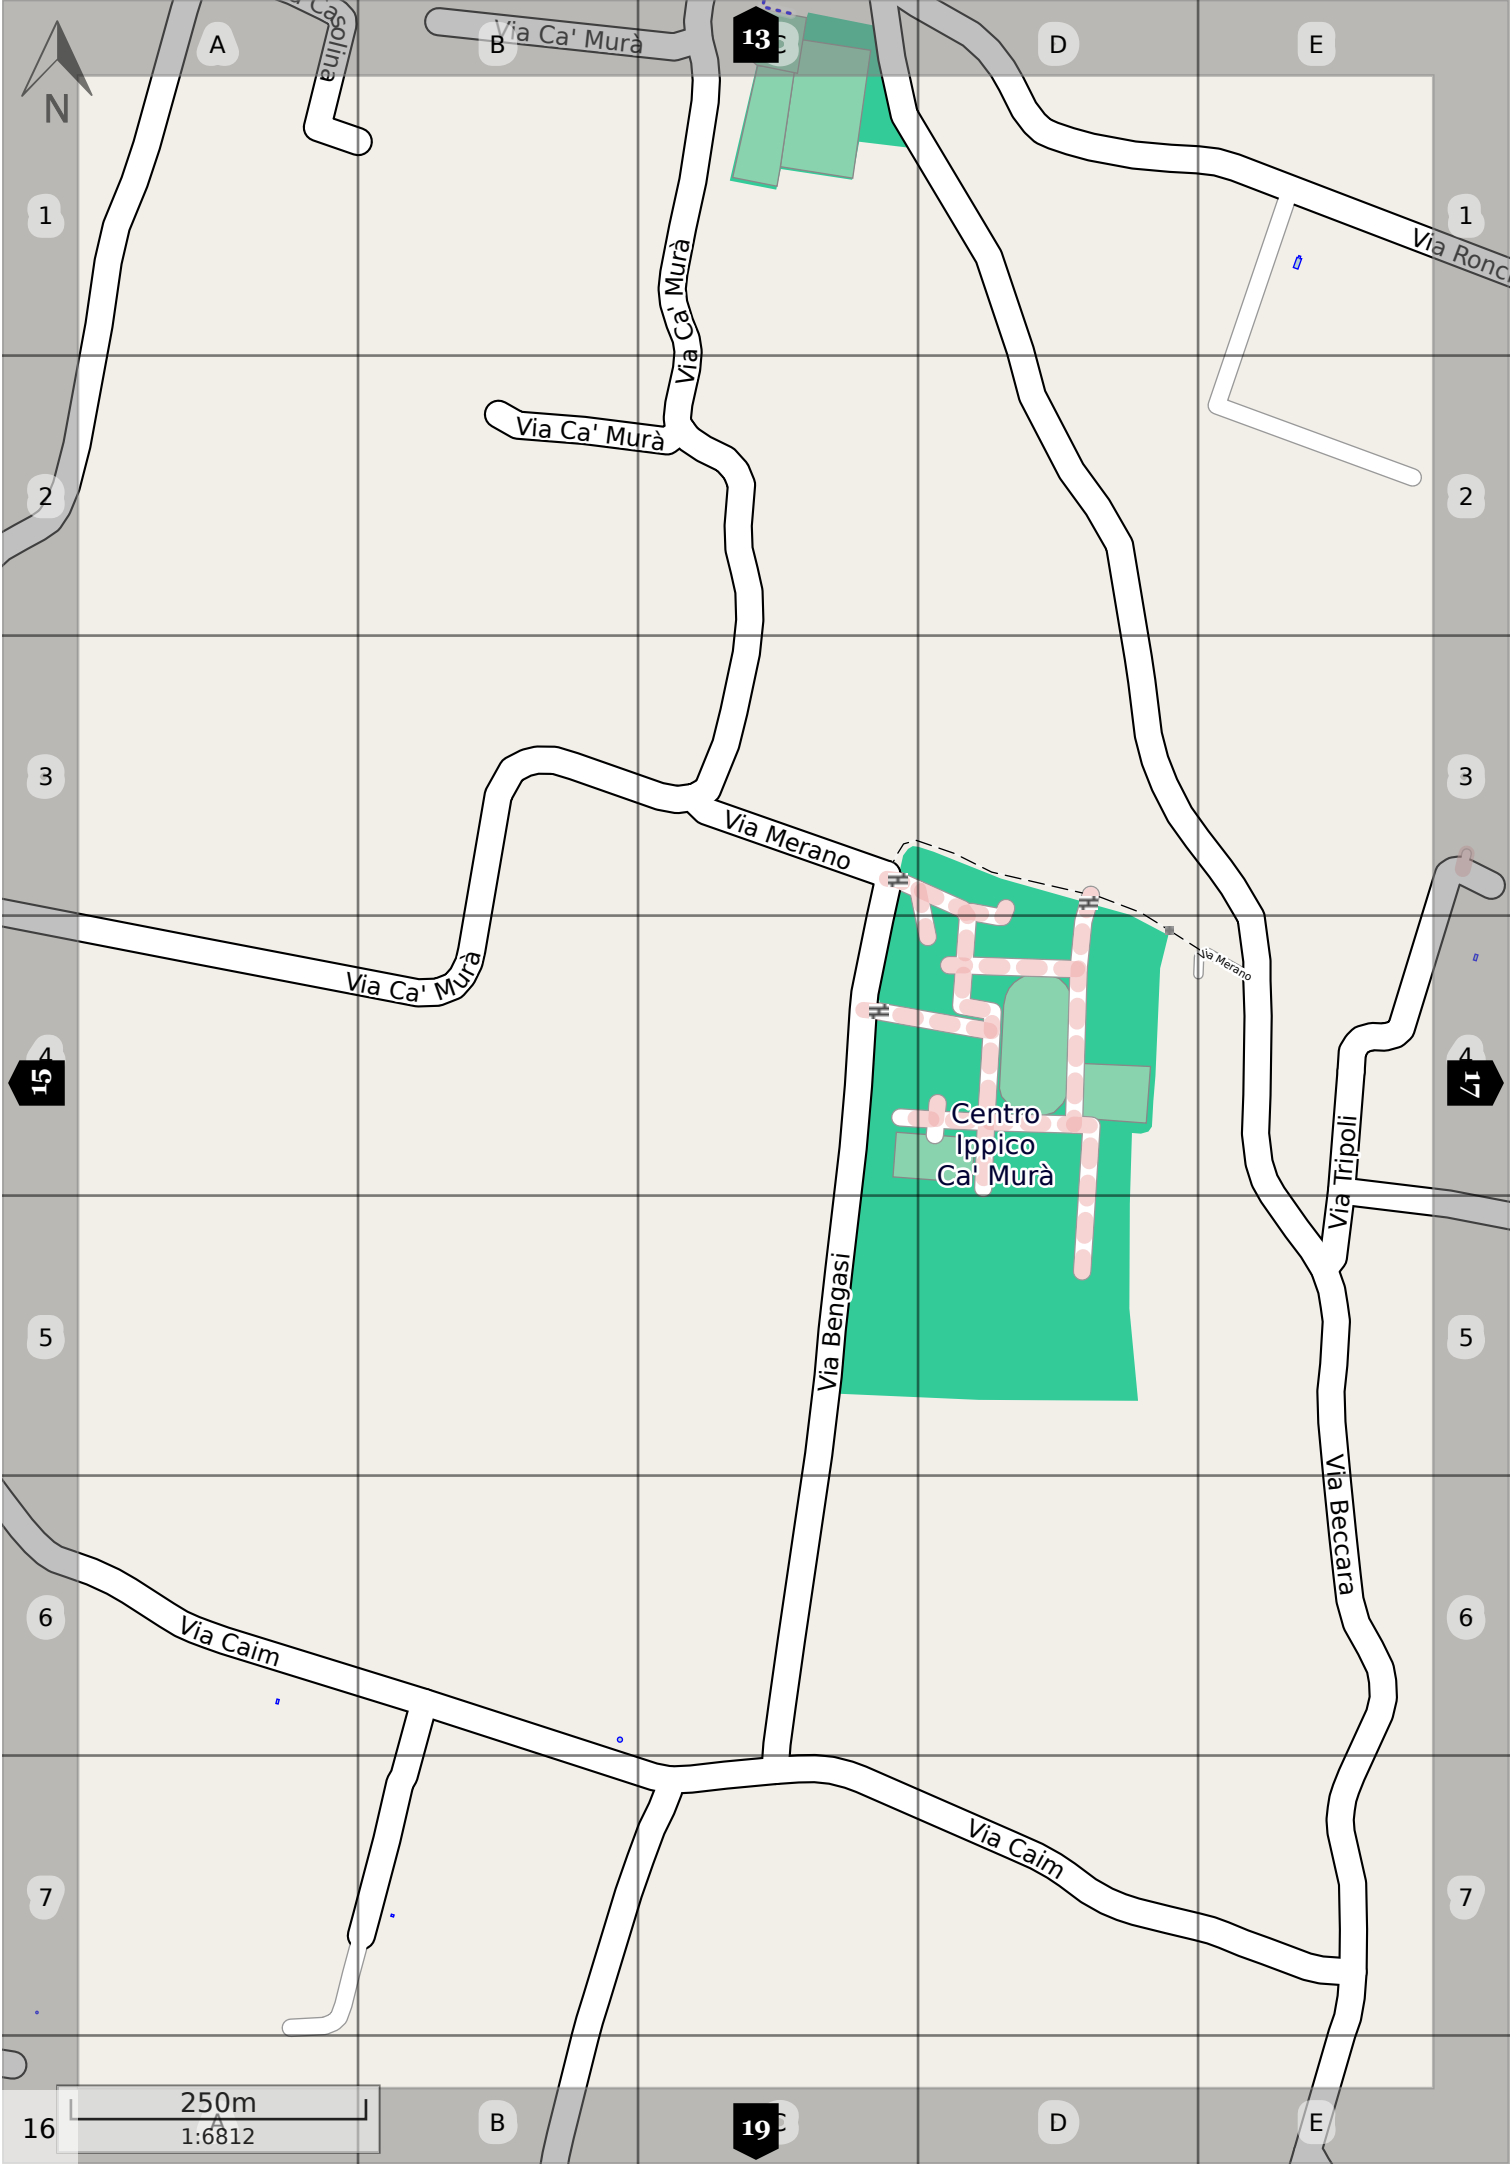 Casolina
Via Ca' Murà
13
A
B
C
D
E
N
1
1
Via Ronc
Via Ca' Murà
Via Ca' Murà
2
2
3
3
Via Merano
Via Merano
Via Ca' Murà
4
4
15
17
Centro
Ippico
Ca' Murà
Via Tripoli
Via Bengasi
5
5
Via Beccara
6
6
Via Caim
Via Caim
7
7
250m
1:6812
16
A
B
19
C
D
E